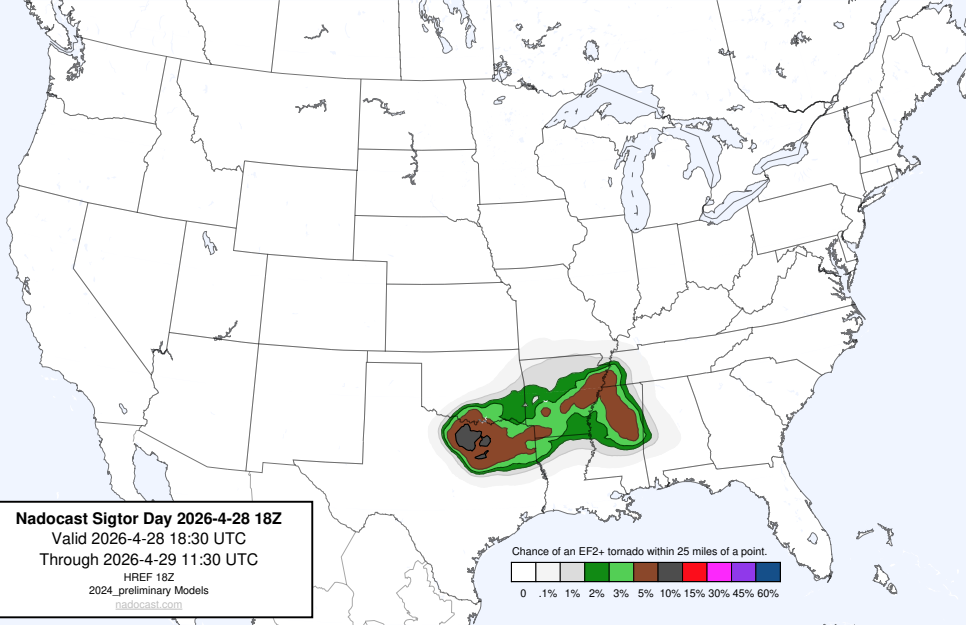 Nadocast Sigtor Day 2026-4-28 18Z
Valid 2026-4-28 18:30 UTC
Through 2026-4-29 11:30 UTC
HREF 18Z
2024_preliminary Models
nadocast.com
Chance of an EF2+ tornado within 25 miles of a point.
0 .1% 1% 2% 3% 5% 10% 15% 30% 45% 60%